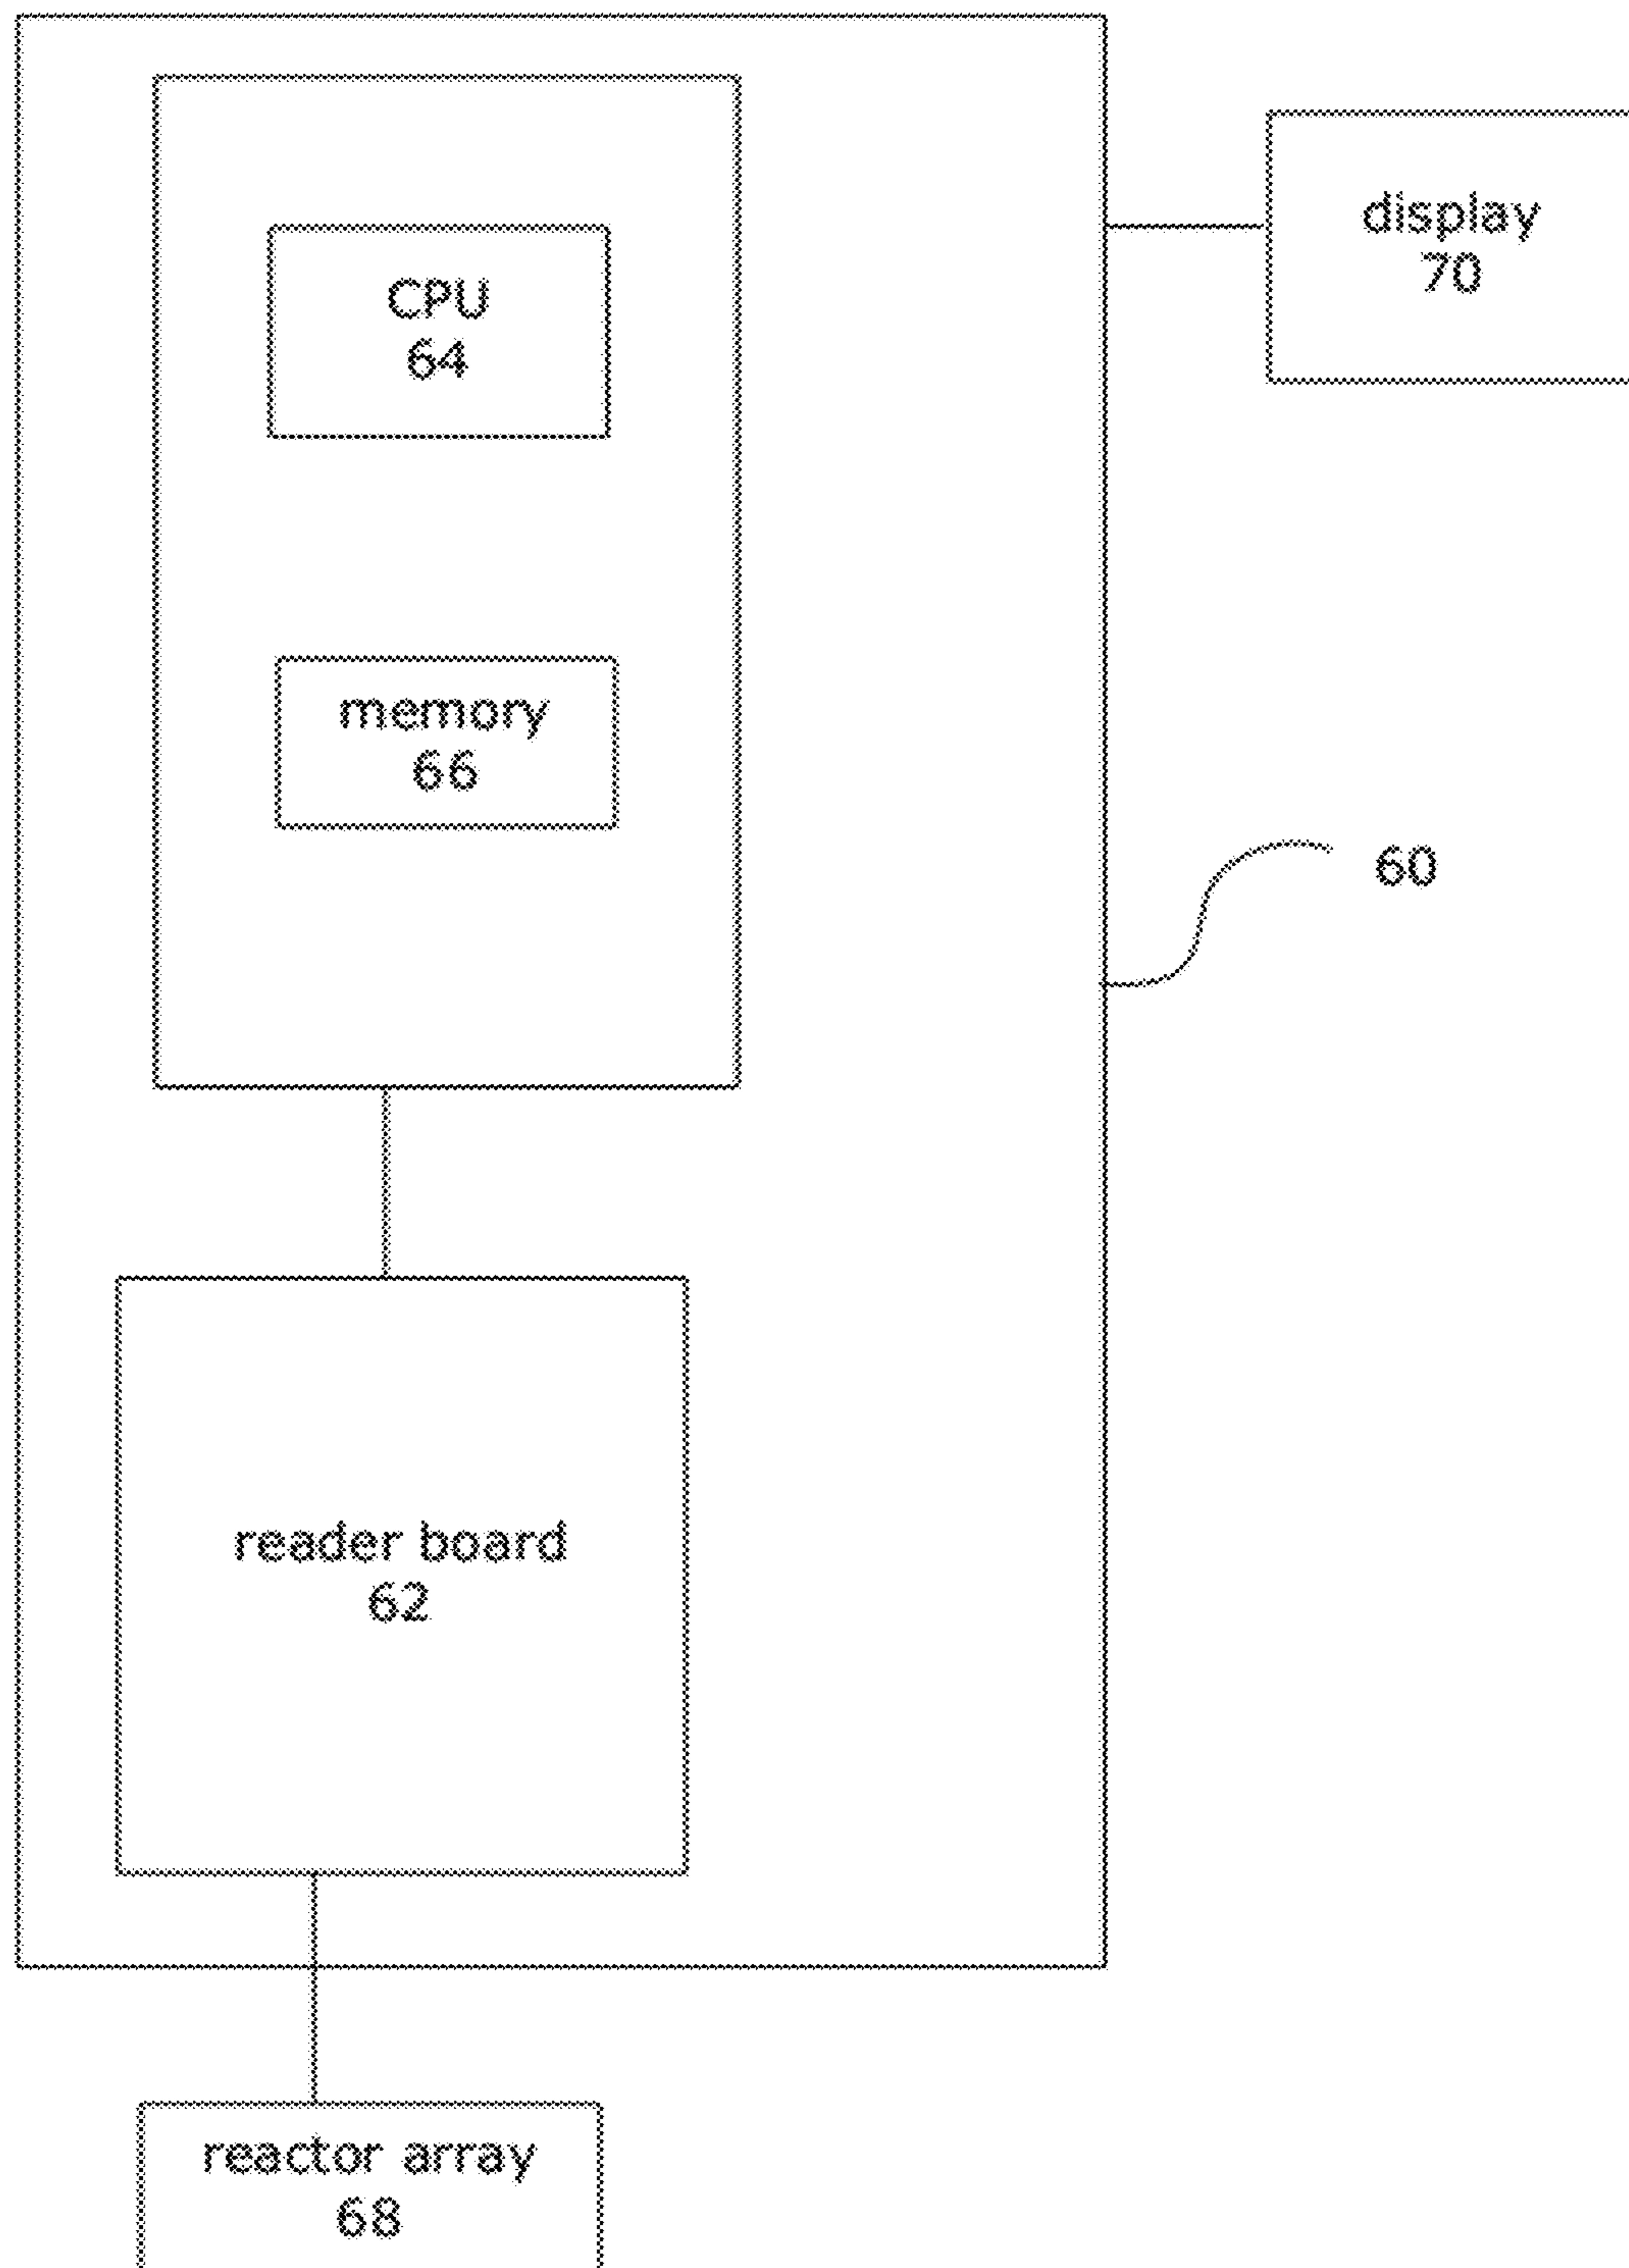 display
70
CPU
64
memory
66
60
reader board
62
reactor array
68